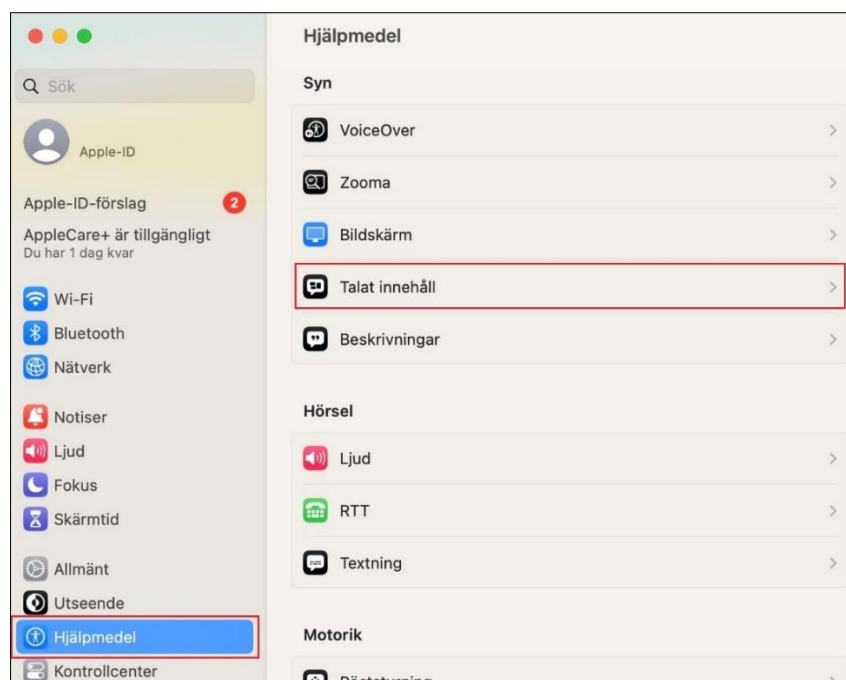 Hjälpmedel
Sök
Apple-ID
Apple-ID-förslag 2
AppleCare+ är tillgängligt
Du har 1 dag kvar
Wi-Fi
Bluetooth
Nätverk
Notiser
Ljud
Fokus
Skärmtid
Allmänt
Utseende
Hjälpmedel
Kontrollcenter
Syn
VoiceOver
Zooma
Bildskärm
Talat innehåll
Beskrivningar
Hörsel
Ljud
RTT
Textning
Motorik